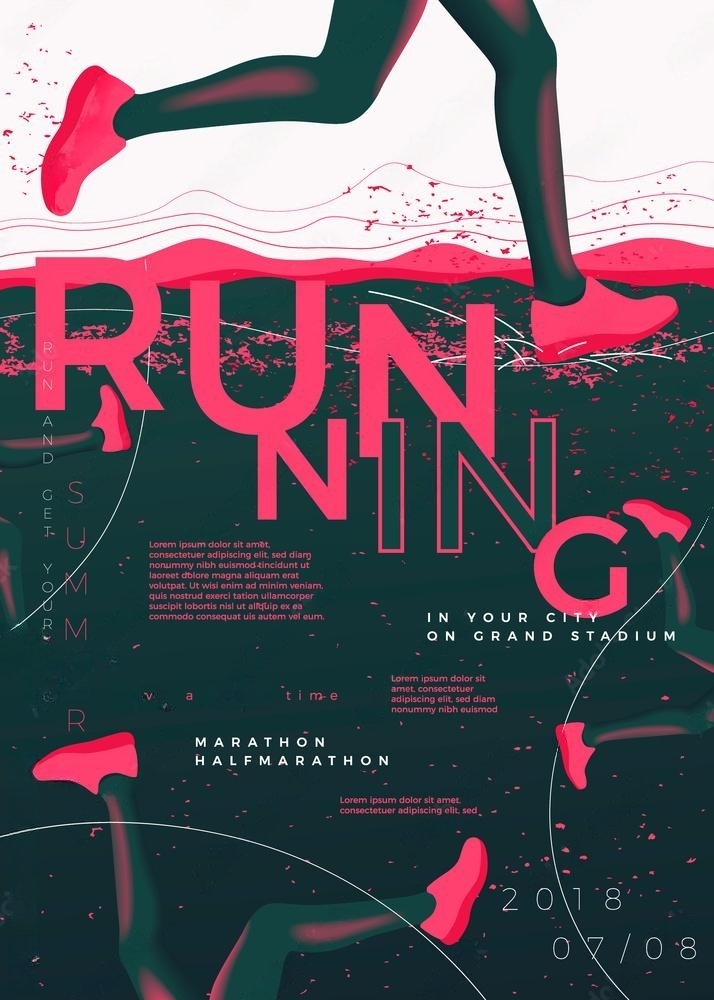 RUNNING
RUN AND GET YOUR
SUMM R
Lorem ipsum dolor sit amet,
consectetuer adipiscing elit, sed diam
nonummy nibh euismod tincidunt ut
laoreet dolore magna aliquam erat
volutpat. Ut wisi enim ad minim veniam,
quis nostrud exerci tation ullamcorper
suscipit lobortis nisl ut aliquip ex ea
commodo consequat uis autem vel eum.
IN YOUR CITY
ON GRAND STADIUM
Lorem ipsum dolor sit
amet, consectetuer
adipiscing elit, sed diam
nonummy nibh euismod
v a time
MARATHON
HALFMARATHON
Lorem ipsum dolor sit amet,
consectetuer adipiscing elit, sed
2018
07/08